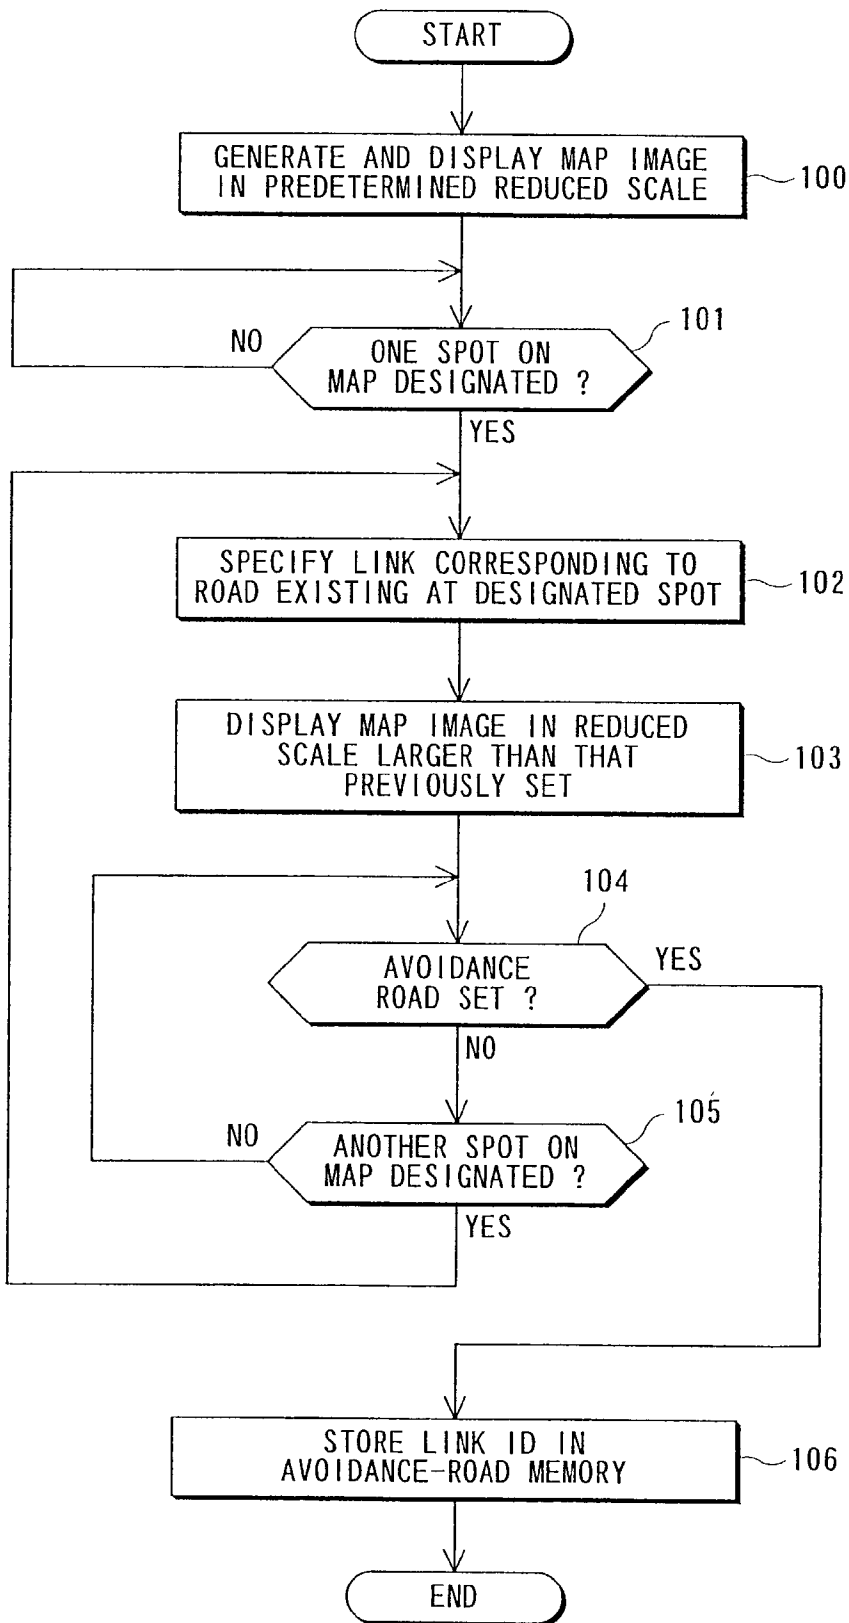 START
GENERATE AND DISPLAY MAP IMAGE
IN PREDETERMINED REDUCED SCALE
100
101
NO
ONE SPOT ON
MAP DESIGNATED ?
YES
SPECIFY LINK CORRESPONDING TO
ROAD EXISTING AT DESIGNATED SPOT
102
DISPLAY MAP IMAGE IN REDUCED
SCALE LARGER THAN THAT
PREVIOUSLY SET
103
104
AVOIDANCE
ROAD SET ?
YES
NO
105
NO
ANOTHER SPOT ON
MAP DESIGNATED ?
YES
STORE LINK ID IN
AVOIDANCE-ROAD MEMORY
106
END